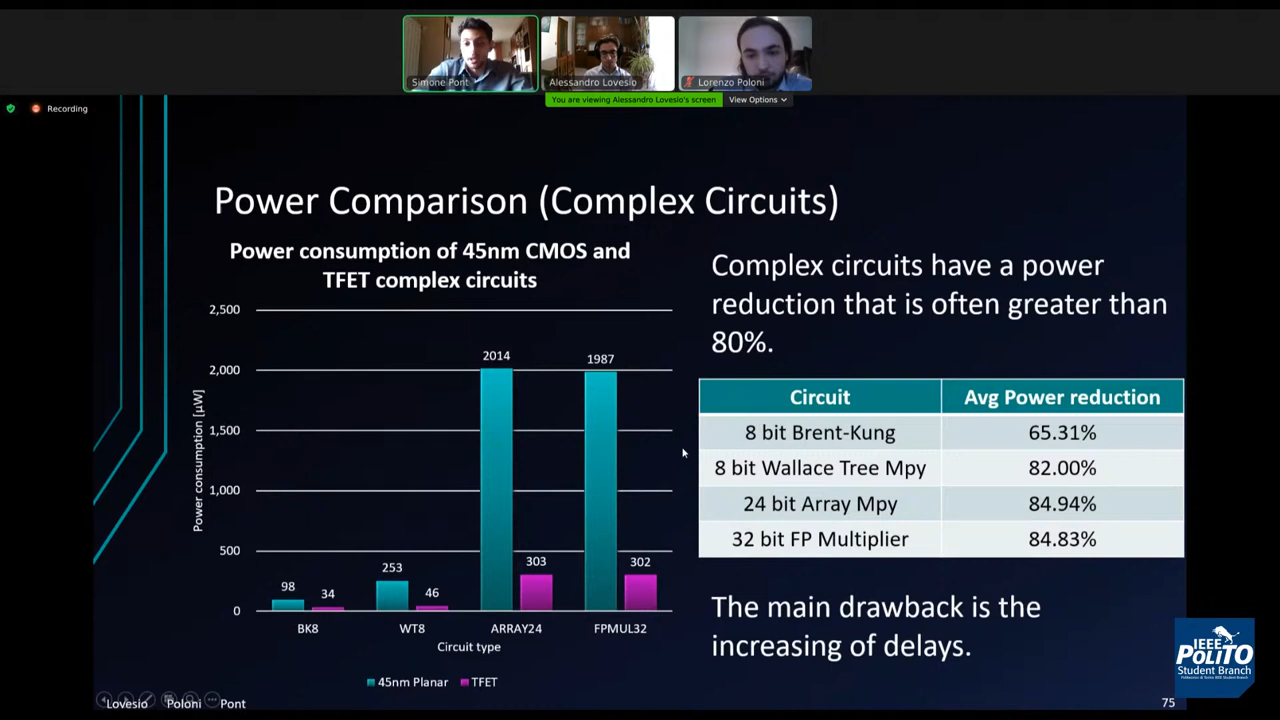 Simone Pont
Alessandro Lovesio
Lorenzo Poloni
You are viewing Alessandro Lovesio's screen
View Options
Recording
Power Comparison (Complex Circuits)
Power consumption of 45nm CMOS and
TFET complex circuits
2,500
2,000
1,500
1,000
500
0
Power consumption [µW]
98
34
253
46
2014
303
1987
302
BK8
WT8
ARRAY24
FPMUL32
Circuit type
45nm Planar
TFET
Complex circuits have a power
reduction that is often greater than
80%.
Circuit Avg Power reduction
8 bit Brent-Kung 65.31%
8 bit Wallace Tree Mpy 82.00%
24 bit Array Mpy 84.94%
32 bit FP Multiplier 84.83%
The main drawback is the
increasing of delays.
IEEE
PoliTO
Student Branch
Lovesio Poloni Pont
75